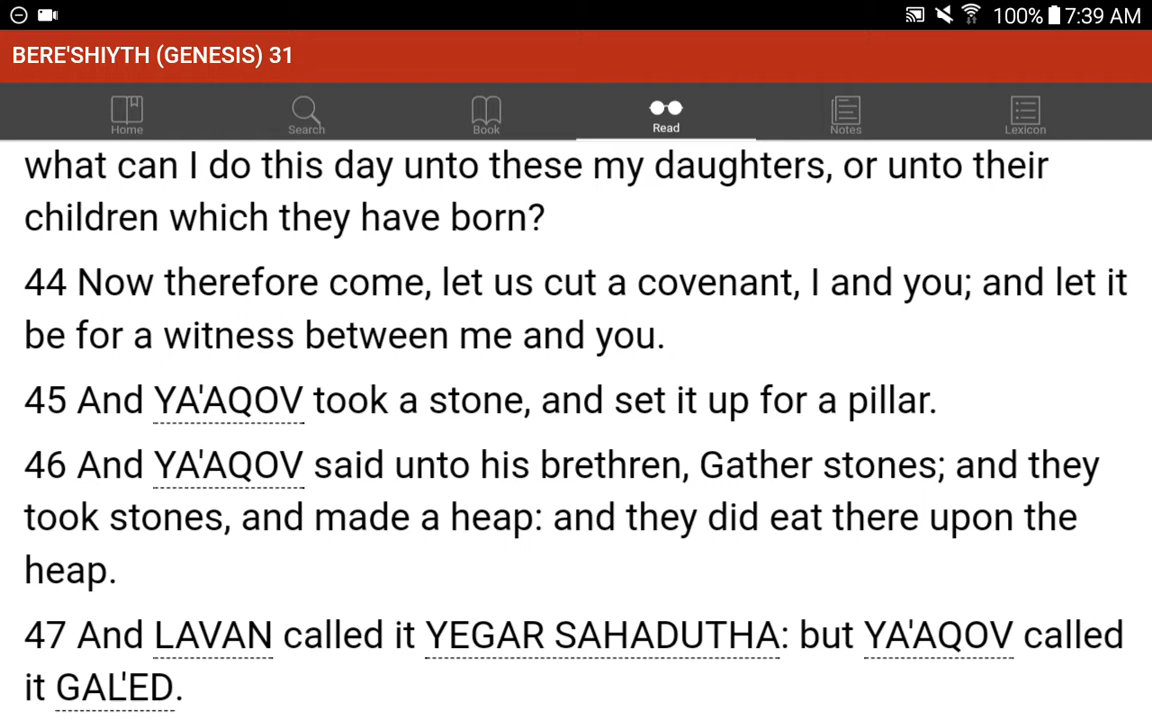 100% 7:39 AM
BERE'SHIYTH (GENESIS) 31
Home Search Book Read Notes Lexicon
what can I do this day unto these my daughters, or unto their
children which they have born?
44 Now therefore come, let us cut a covenant, I and you; and let it
be for a witness between me and you.
45 And YA'AQOV took a stone, and set it up for a pillar.
46 And YA'AQOV said unto his brethren, Gather stones; and they
took stones, and made a heap: and they did eat there upon the
heap.
47 And LAVAN called it YEGAR SAHADUTHA: but YA'AQOV called
it GAL'ED.